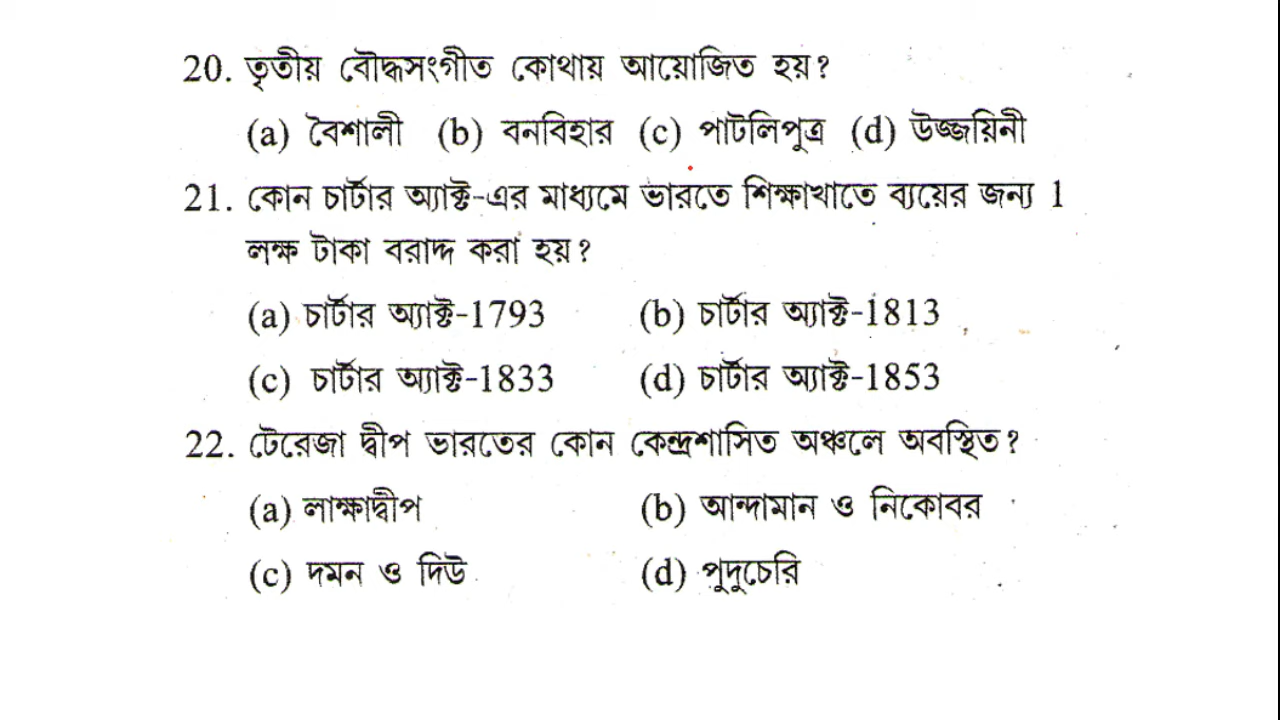 20. তৃতীয় বৌদ্ধসংগীত কোথায় আয়োজিত হয়?
(a) বৈশালী (b) বনবিহার (c) পাটলিপুত্র (d) উজ্জয়িনী
21. কোন চার্টার অ্যাক্ট-এর মাধ্যমে ভারতে শিক্ষাখাতে ব্যয়ের জন্য 1
লক্ষ টাকা বরাদ্দ করা হয়?
(a) চার্টার অ্যাক্ট-1793 (b) চার্টার অ্যাক্ট-1813
(c) চার্টার অ্যাক্ট-1833 (d) চার্টার অ্যাক্ট-1853
22. টেরেজা দ্বীপ ভারতের কোন কেন্দ্রশাসিত অঞ্চলে অবস্থিত?
(a) লাক্ষাদ্বীপ (b) আন্দামান ও নিকোবর
(c) দমন ও দিউ (d) পুদুচেরি